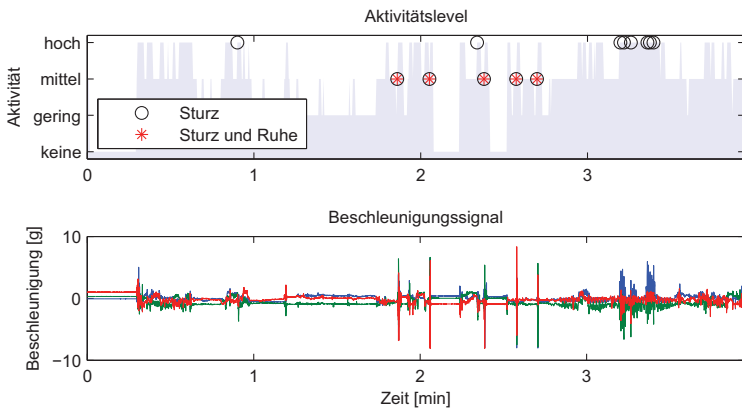 Aktivitätslevel
hoch
mittel
gering
keine
Aktivität
Sturz
Sturz und Ruhe
0 1 2 3
Beschleunigungssignal
10
0
−10
Beschleunigung [g]
0 1 2 3
Zeit [min]